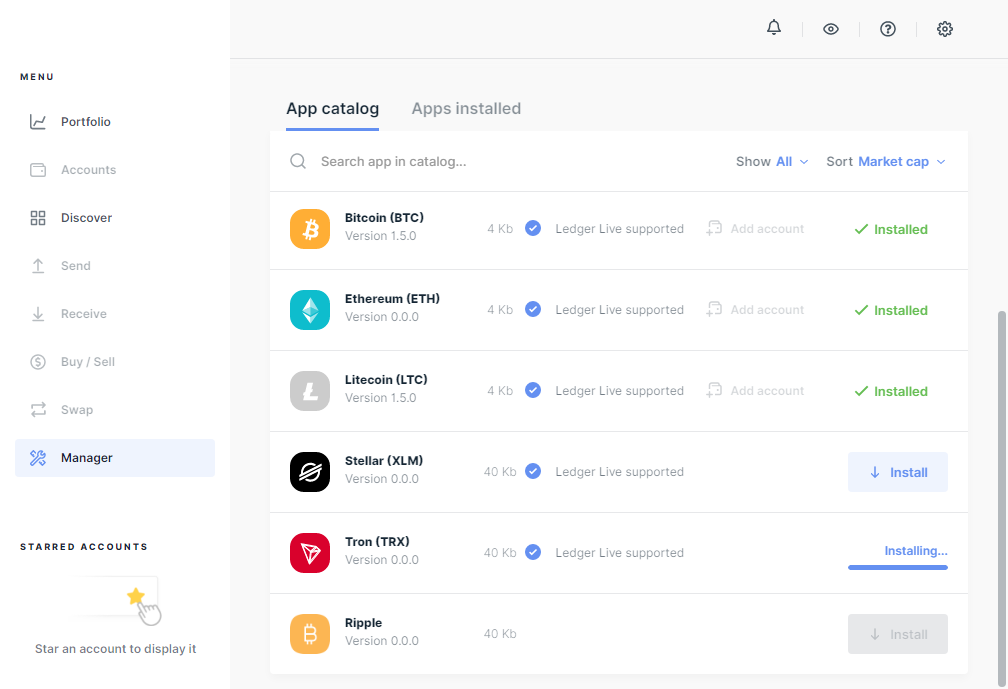 MENU
Portfolio
Accounts
Discover
Send
Receive
Buy / Sell
Swap
Manager
STARRED ACCOUNTS
Star an account to display it
App catalog Apps installed
Search app in catalog... Show All Sort Market cap
Bitcoin (BTC)
Version 1.5.0
4 Kb Ledger Live supported Add account Installed
Ethereum (ETH)
Version 0.0.0
4 Kb Ledger Live supported Add account Installed
Litecoin (LTC)
Version 1.5.0
4 Kb Ledger Live supported Add account Installed
Stellar (XLM)
Version 0.0.0
40 Kb Ledger Live supported Install
Tron (TRX)
Version 0.0.0
40 Kb Ledger Live supported Installing...
Ripple
Version 0.0.0
40 Kb Install